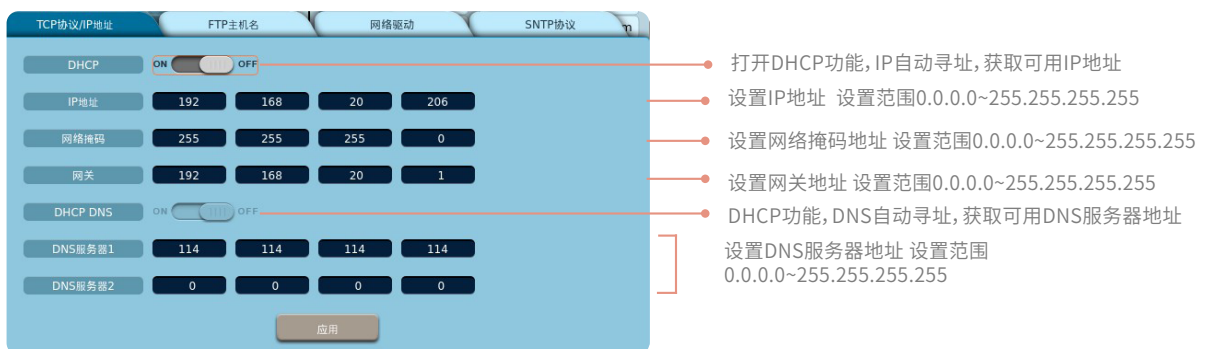 TCP协议/IP地址 FTP主机名 网络驱动 SNTP协议 m
DHCP ON OFF 打开DHCP功能,IP自动寻址,获取可用IP地址
IP地址 192 168 20 206 设置IP地址 设置范围0.0.0.0~255.255.255.255
网络掩码 255 255 255 0 设置网络掩码地址 设置范围0.0.0.0~255.255.255.255
网关 192 168 20 1 设置网关地址 设置范围0.0.0.0~255.255.255.255
DHCP DNS ON OFF DHCP功能,DNS自动寻址,获取可用DNS服务器地址
DNS服务器1 114 114 114 114 设置DNS服务器地址 设置范围
0.0.0.0~255.255.255.255
DNS服务器2 0 0 0 0
应用